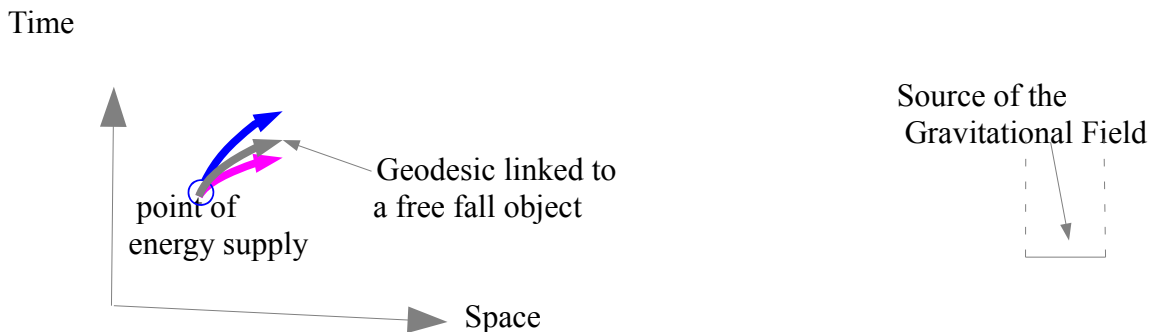 Time
Source of the
Gravitational Field
Geodesic linked to
a free fall object
point of
energy supply
Space